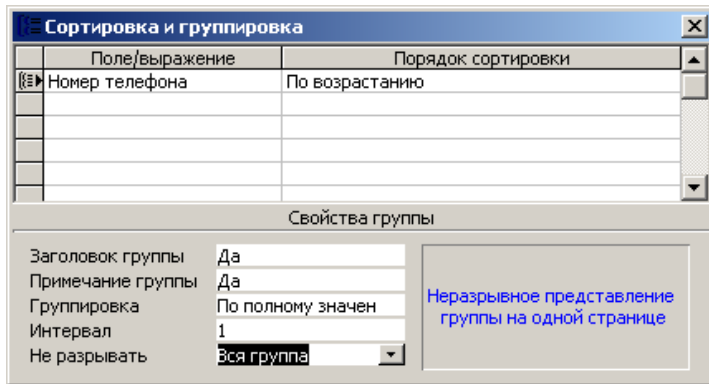 Сортировка и группировка
Поле/выражение Порядок сортировки
Номер телефона По возрастанию
Свойства группы
Заголовок группы Да
Примечание группы Да
Группировка По полному значен
Интервал 1
Не разрывать Вся группа
Неразрывное представление
группы на одной странице